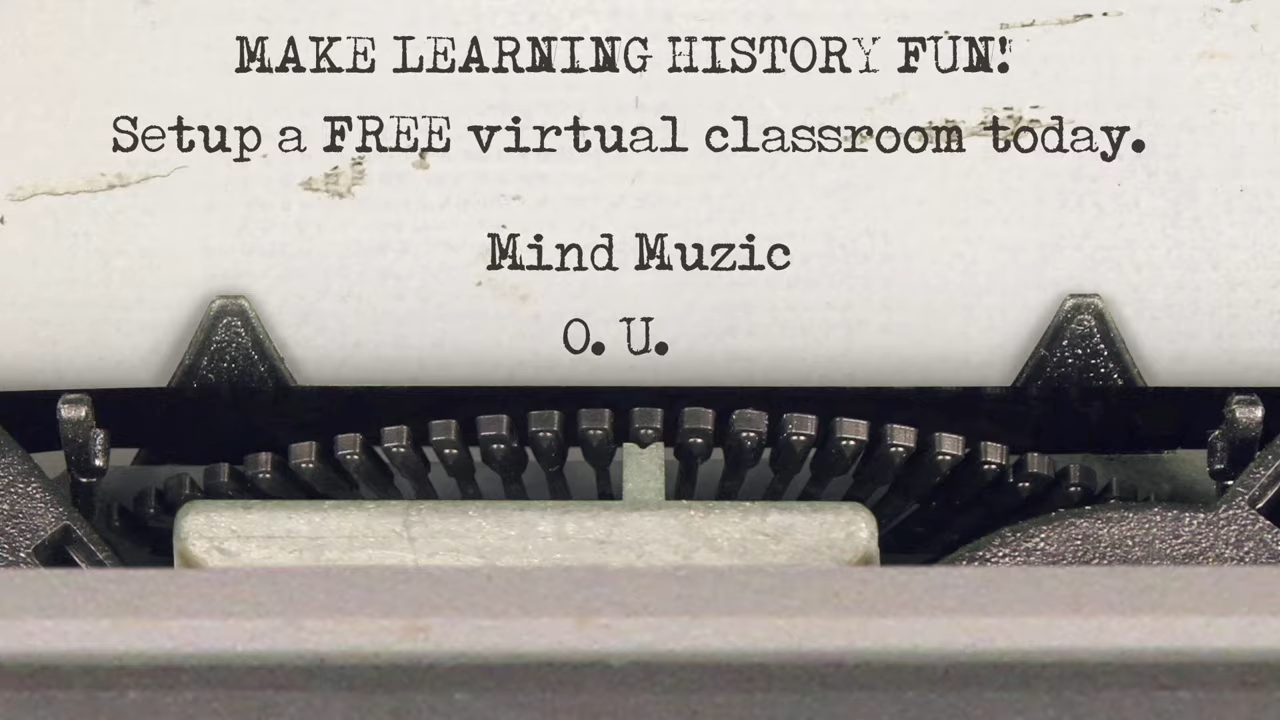 MAKE LEARNING HISTORY FUN!
Setup a FREE virtual classroom today.
Mind Muzic
O. U.